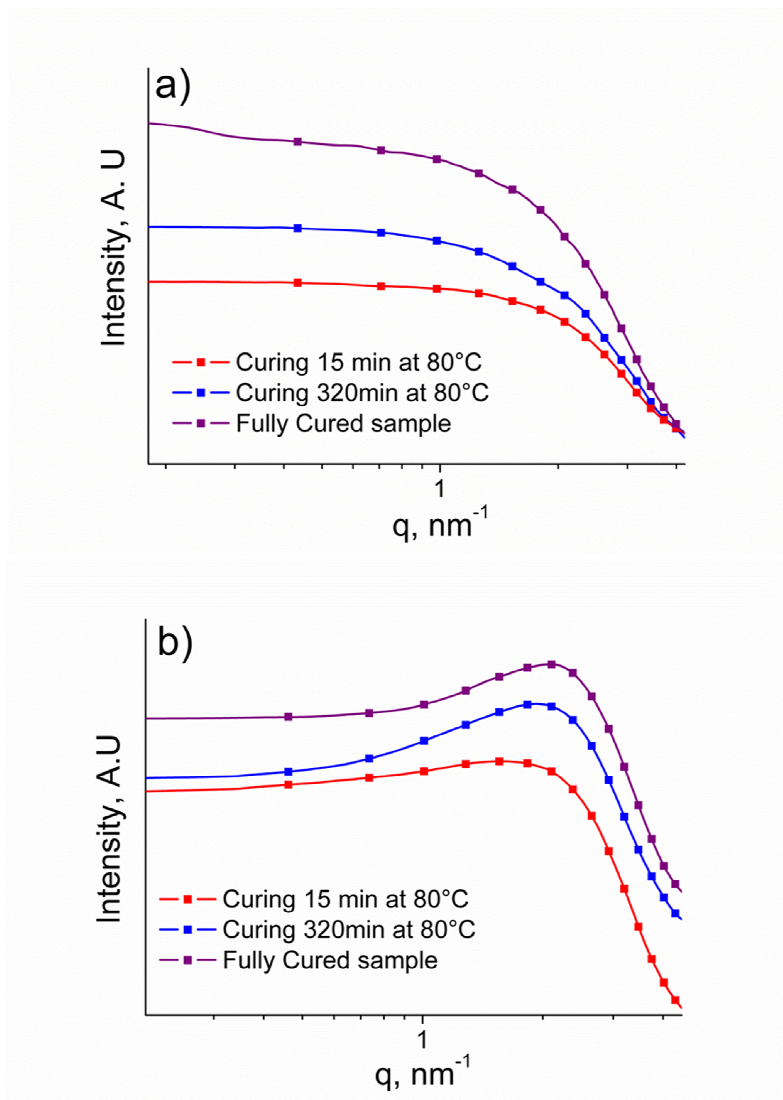 a)
Intensity, A. U
Curing 15 min at 80°C
Curing 320min at 80°C
Fully Cured sample
1
q, nm⁻¹
b)
Intensity, A.U
Curing 15 min at 80°C
Curing 320min at 80°C
Fully Cured sample
1
q, nm⁻¹